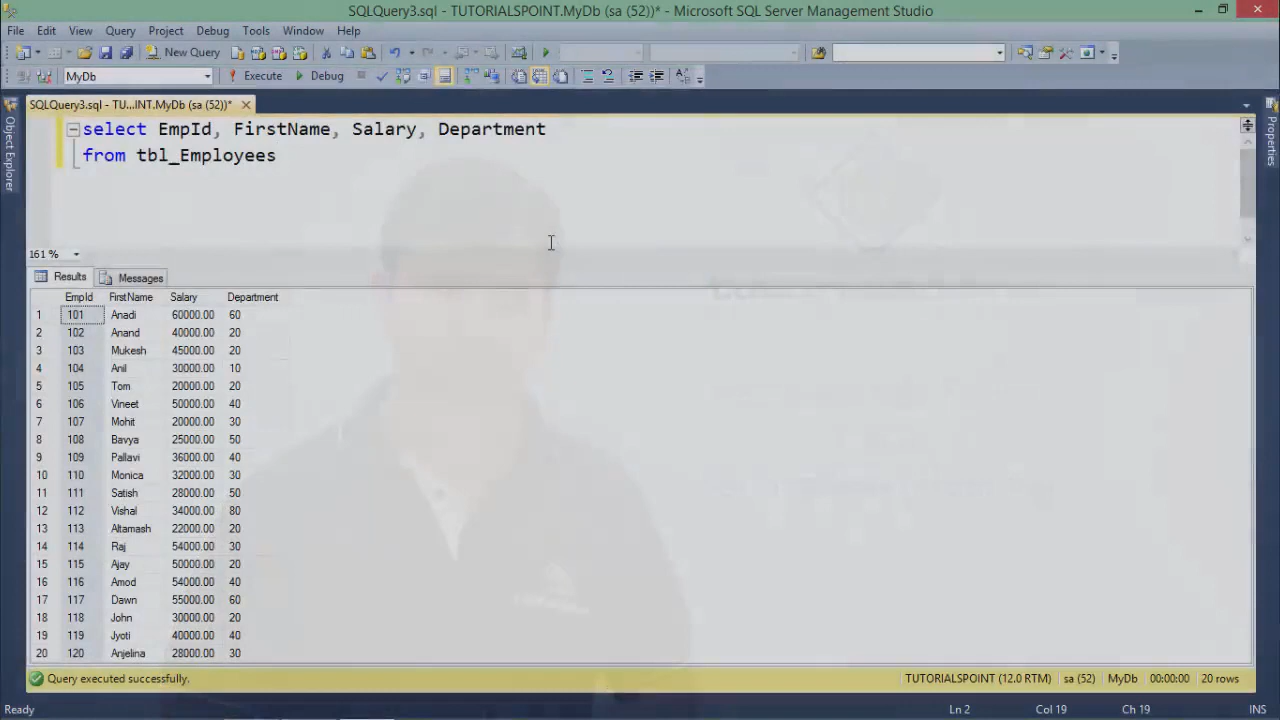 SQLQuery3.sql - TUTORIALSPOINT.MyDb (sa (52))* - Microsoft SQL Server Management Studio
File Edit View Query Project Debug Tools Window Help
New Query
MyDb Execute Debug
SQLQuery3.sql - TU...INT.MyDb (sa (52))*
Object Explorer
Properties
select EmpId, FirstName, Salary, Department
from tbl_Employees
161 %
Results Messages
EmpId FirstName Salary Department
1 101 Anadi 60000.00 60
2 102 Anand 40000.00 20
3 103 Mukesh 45000.00 20
4 104 Anil 30000.00 10
5 105 Tom 20000.00 20
6 106 Vineet 50000.00 40
7 107 Mohit 20000.00 30
8 108 Bavya 25000.00 50
9 109 Pallavi 36000.00 40
10 110 Monica 32000.00 30
11 111 Satish 28000.00 50
12 112 Vishal 34000.00 80
13 113 Altamash 22000.00 20
14 114 Raj 54000.00 30
15 115 Ajay 50000.00 20
16 116 Amod 54000.00 40
17 117 Dawn 55000.00 60
18 118 John 30000.00 20
19 119 Jyoti 40000.00 40
20 120 Anjelina 28000.00 30
Query executed successfully. TUTORIALSPOINT (12.0 RTM) sa (52) MyDb 00:00:00 20 rows
Ready Ln 2 Col 19 Ch 19 INS